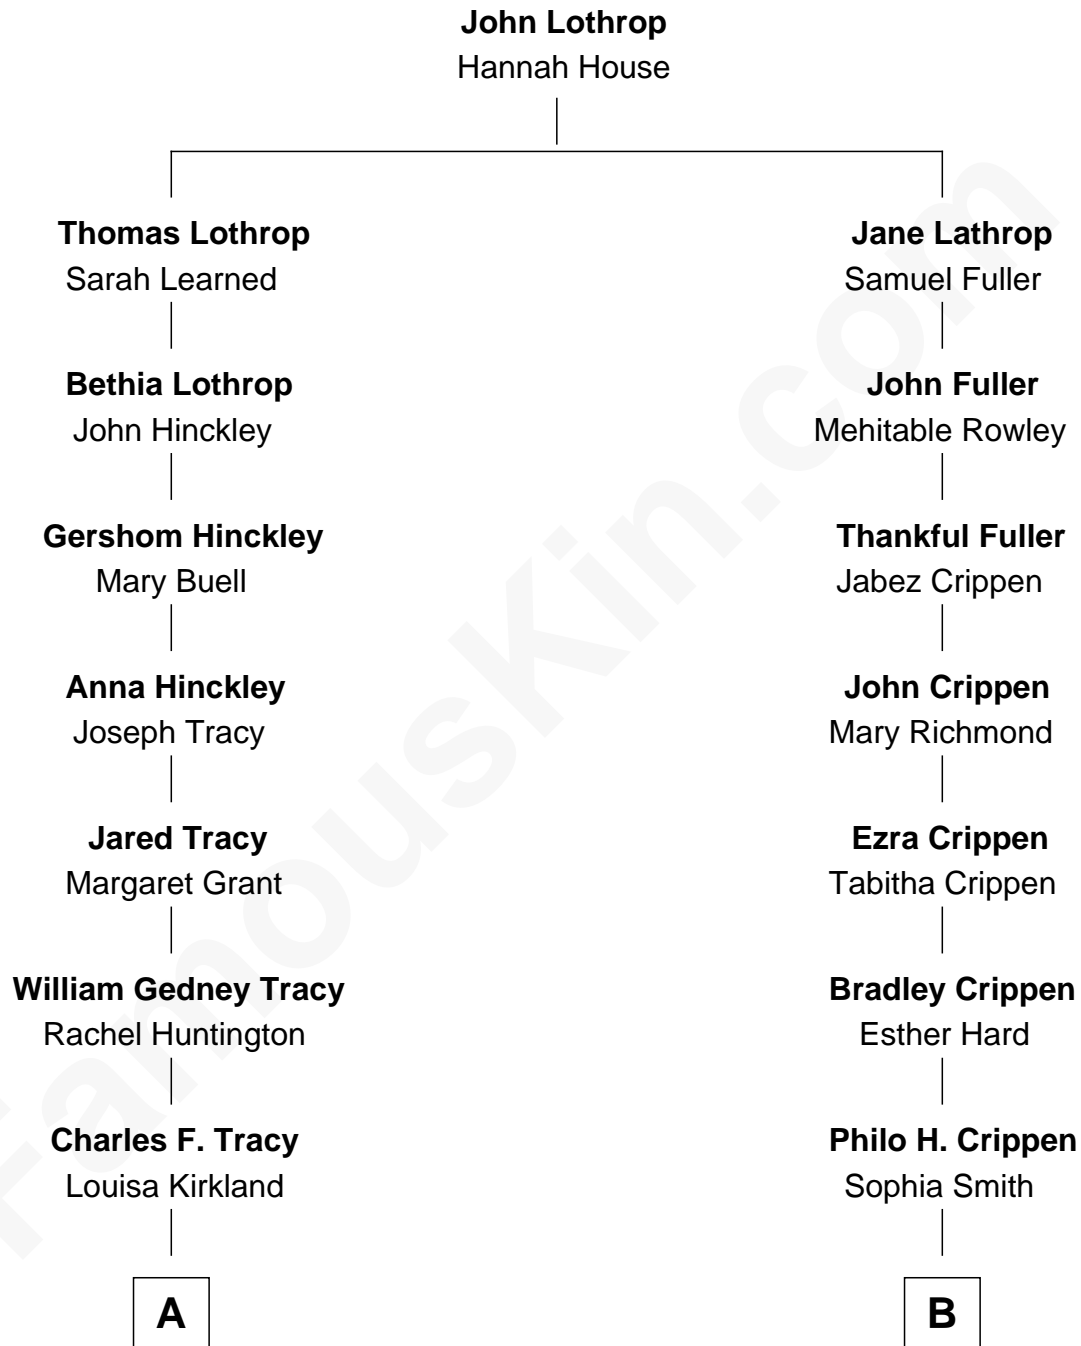 John Lothrop
Hannah House
Thomas Lothrop
Sarah Learned
Jane Lathrop
Samuel Fuller
Bethia Lothrop
John Hinckley
John Fuller
Mehitable Rowley
Gershom Hinckley
Mary Buell
Thankful Fuller
Jabez Crippen
Anna Hinckley
Joseph Tracy
John Crippen
Mary Richmond
Jared Tracy
Margaret Grant
Ezra Crippen
Tabitha Crippen
William Gedney Tracy
Rachel Huntington
Bradley Crippen
Esther Hard
Charles F. Tracy
Louisa Kirkland
Philo H. Crippen
Sophia Smith
A
B
FamousKin.com